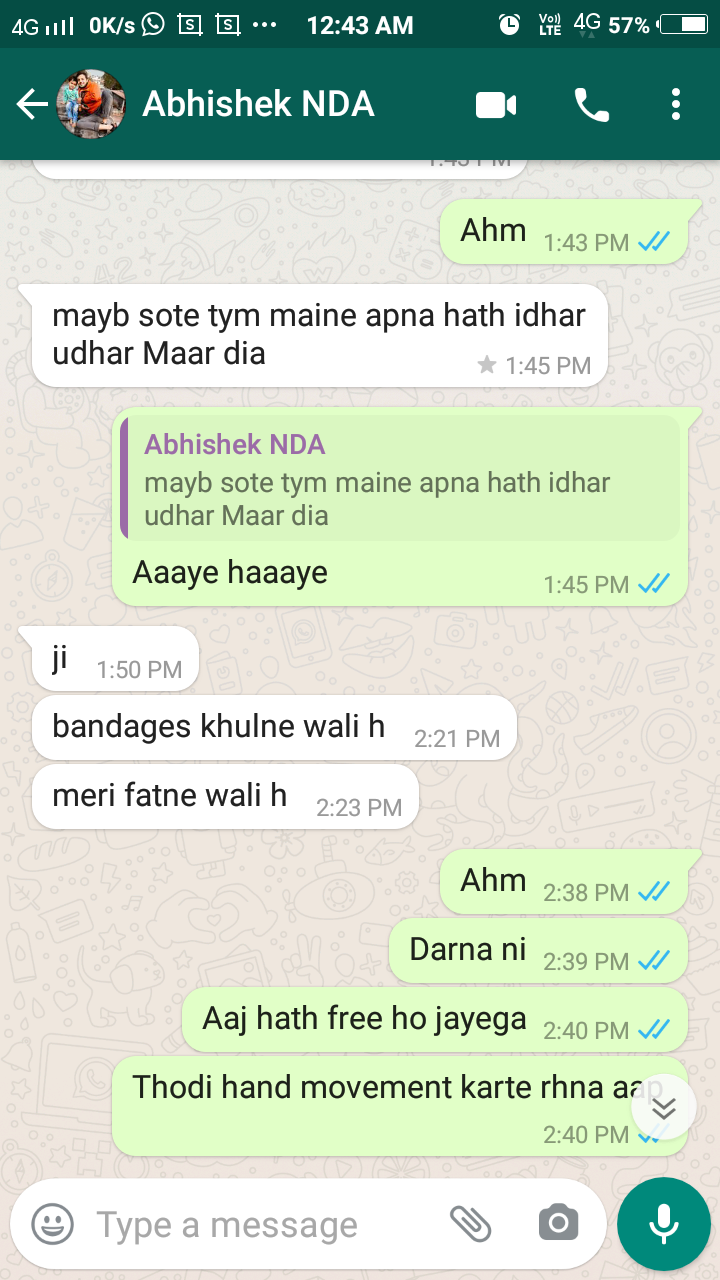 4G 0K/s S S 12:43 AM Vo)) LTE 4G 57%
Abhishek NDA
1:43 PM
Ahm 1:43 PM
mayb sote tym maine apna hath idhar
udhar Maar dia 1:45 PM
Abhishek NDA
mayb sote tym maine apna hath idhar
udhar Maar dia
Aaaye haaaye 1:45 PM
ji 1:50 PM
bandages khulne wali h 2:21 PM
meri fatne wali h 2:23 PM
Ahm 2:38 PM
Darna ni 2:39 PM
Aaj hath free ho jayega 2:40 PM
Thodi hand movement karte rhna aap
2:40 PM
Type a message